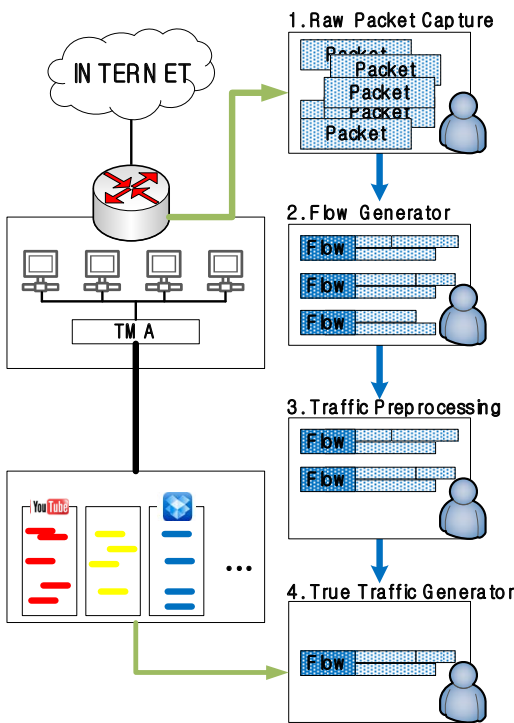 INTERNET
TMA
YouTube
...
1.Raw Packet Capture
Packet
Packet
Packet
Packet
Packet
2.Flow Generator
Flow
Flow
Flow
3.Traffic Preprocessing
Flow
Flow
4.True Traffic Generator
Flow